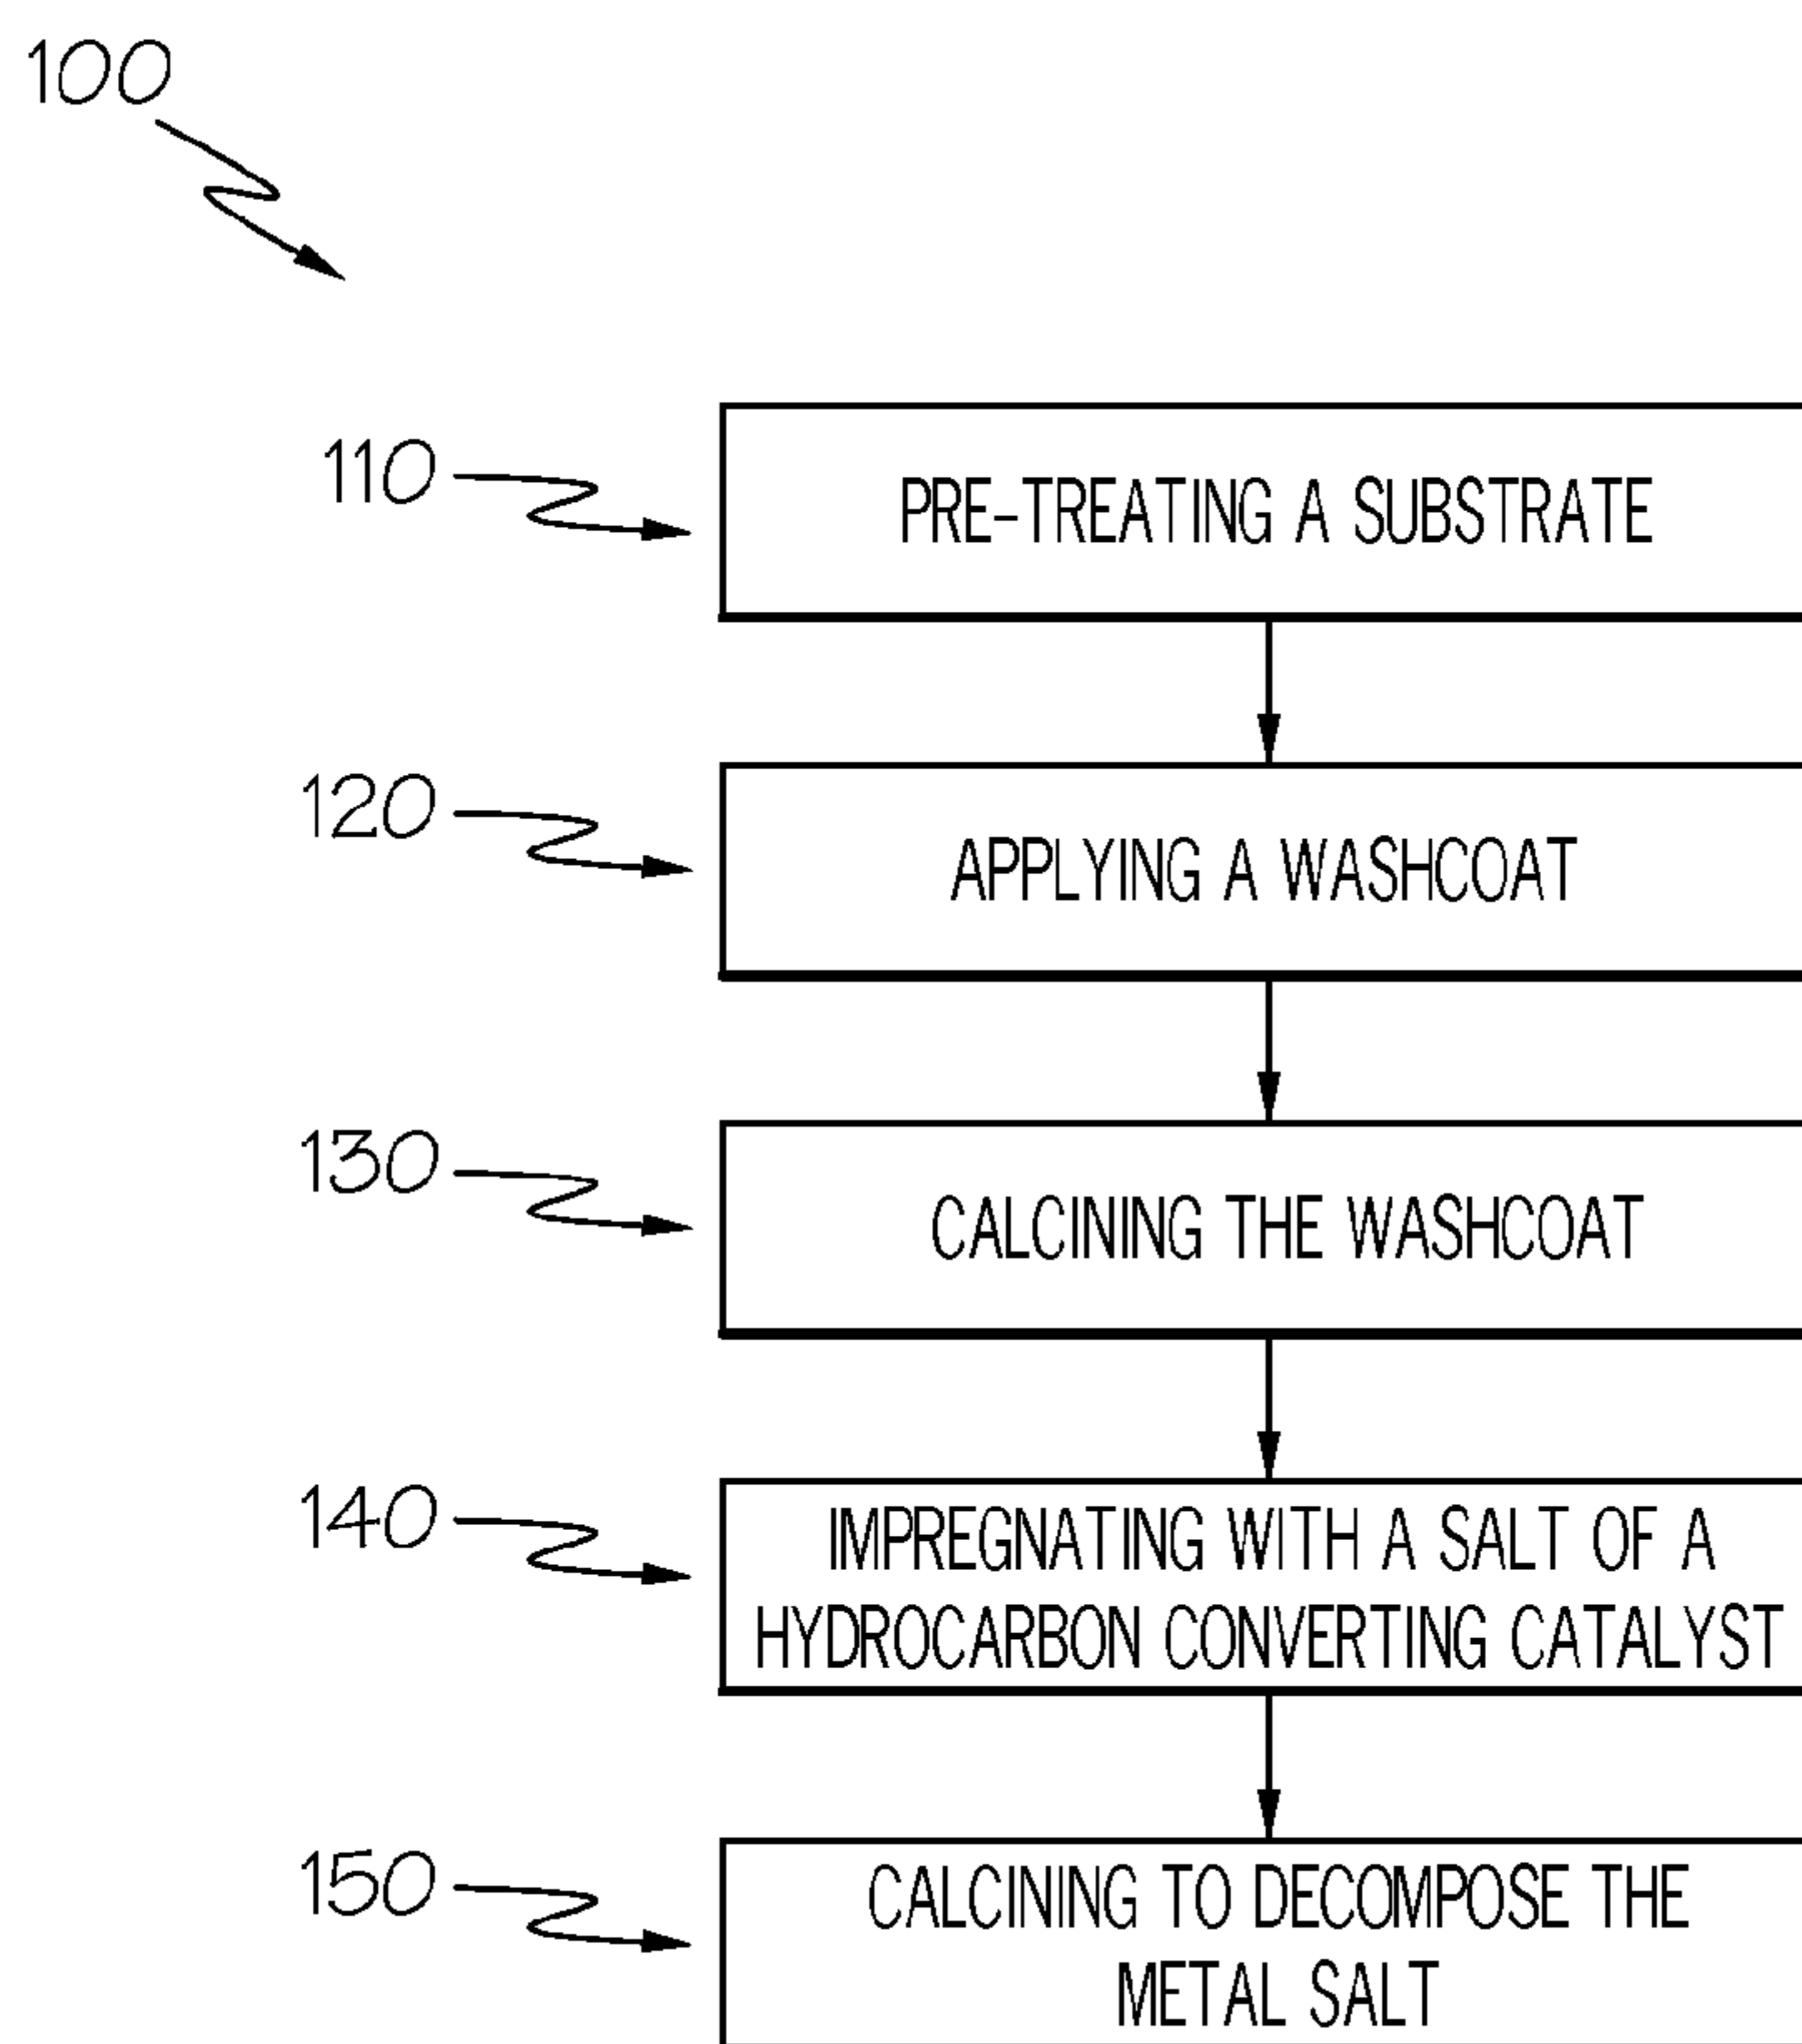 100
110
PRE-TREATING A SUBSTRATE
120
APPLYING A WASHCOAT
130
CALCINING THE WASHCOAT
140
IMPREGNATING WITH A SALT OF A
HYDROCARBON CONVERTING CATALYST
150
CALCINING TO DECOMPOSE THE
METAL SALT